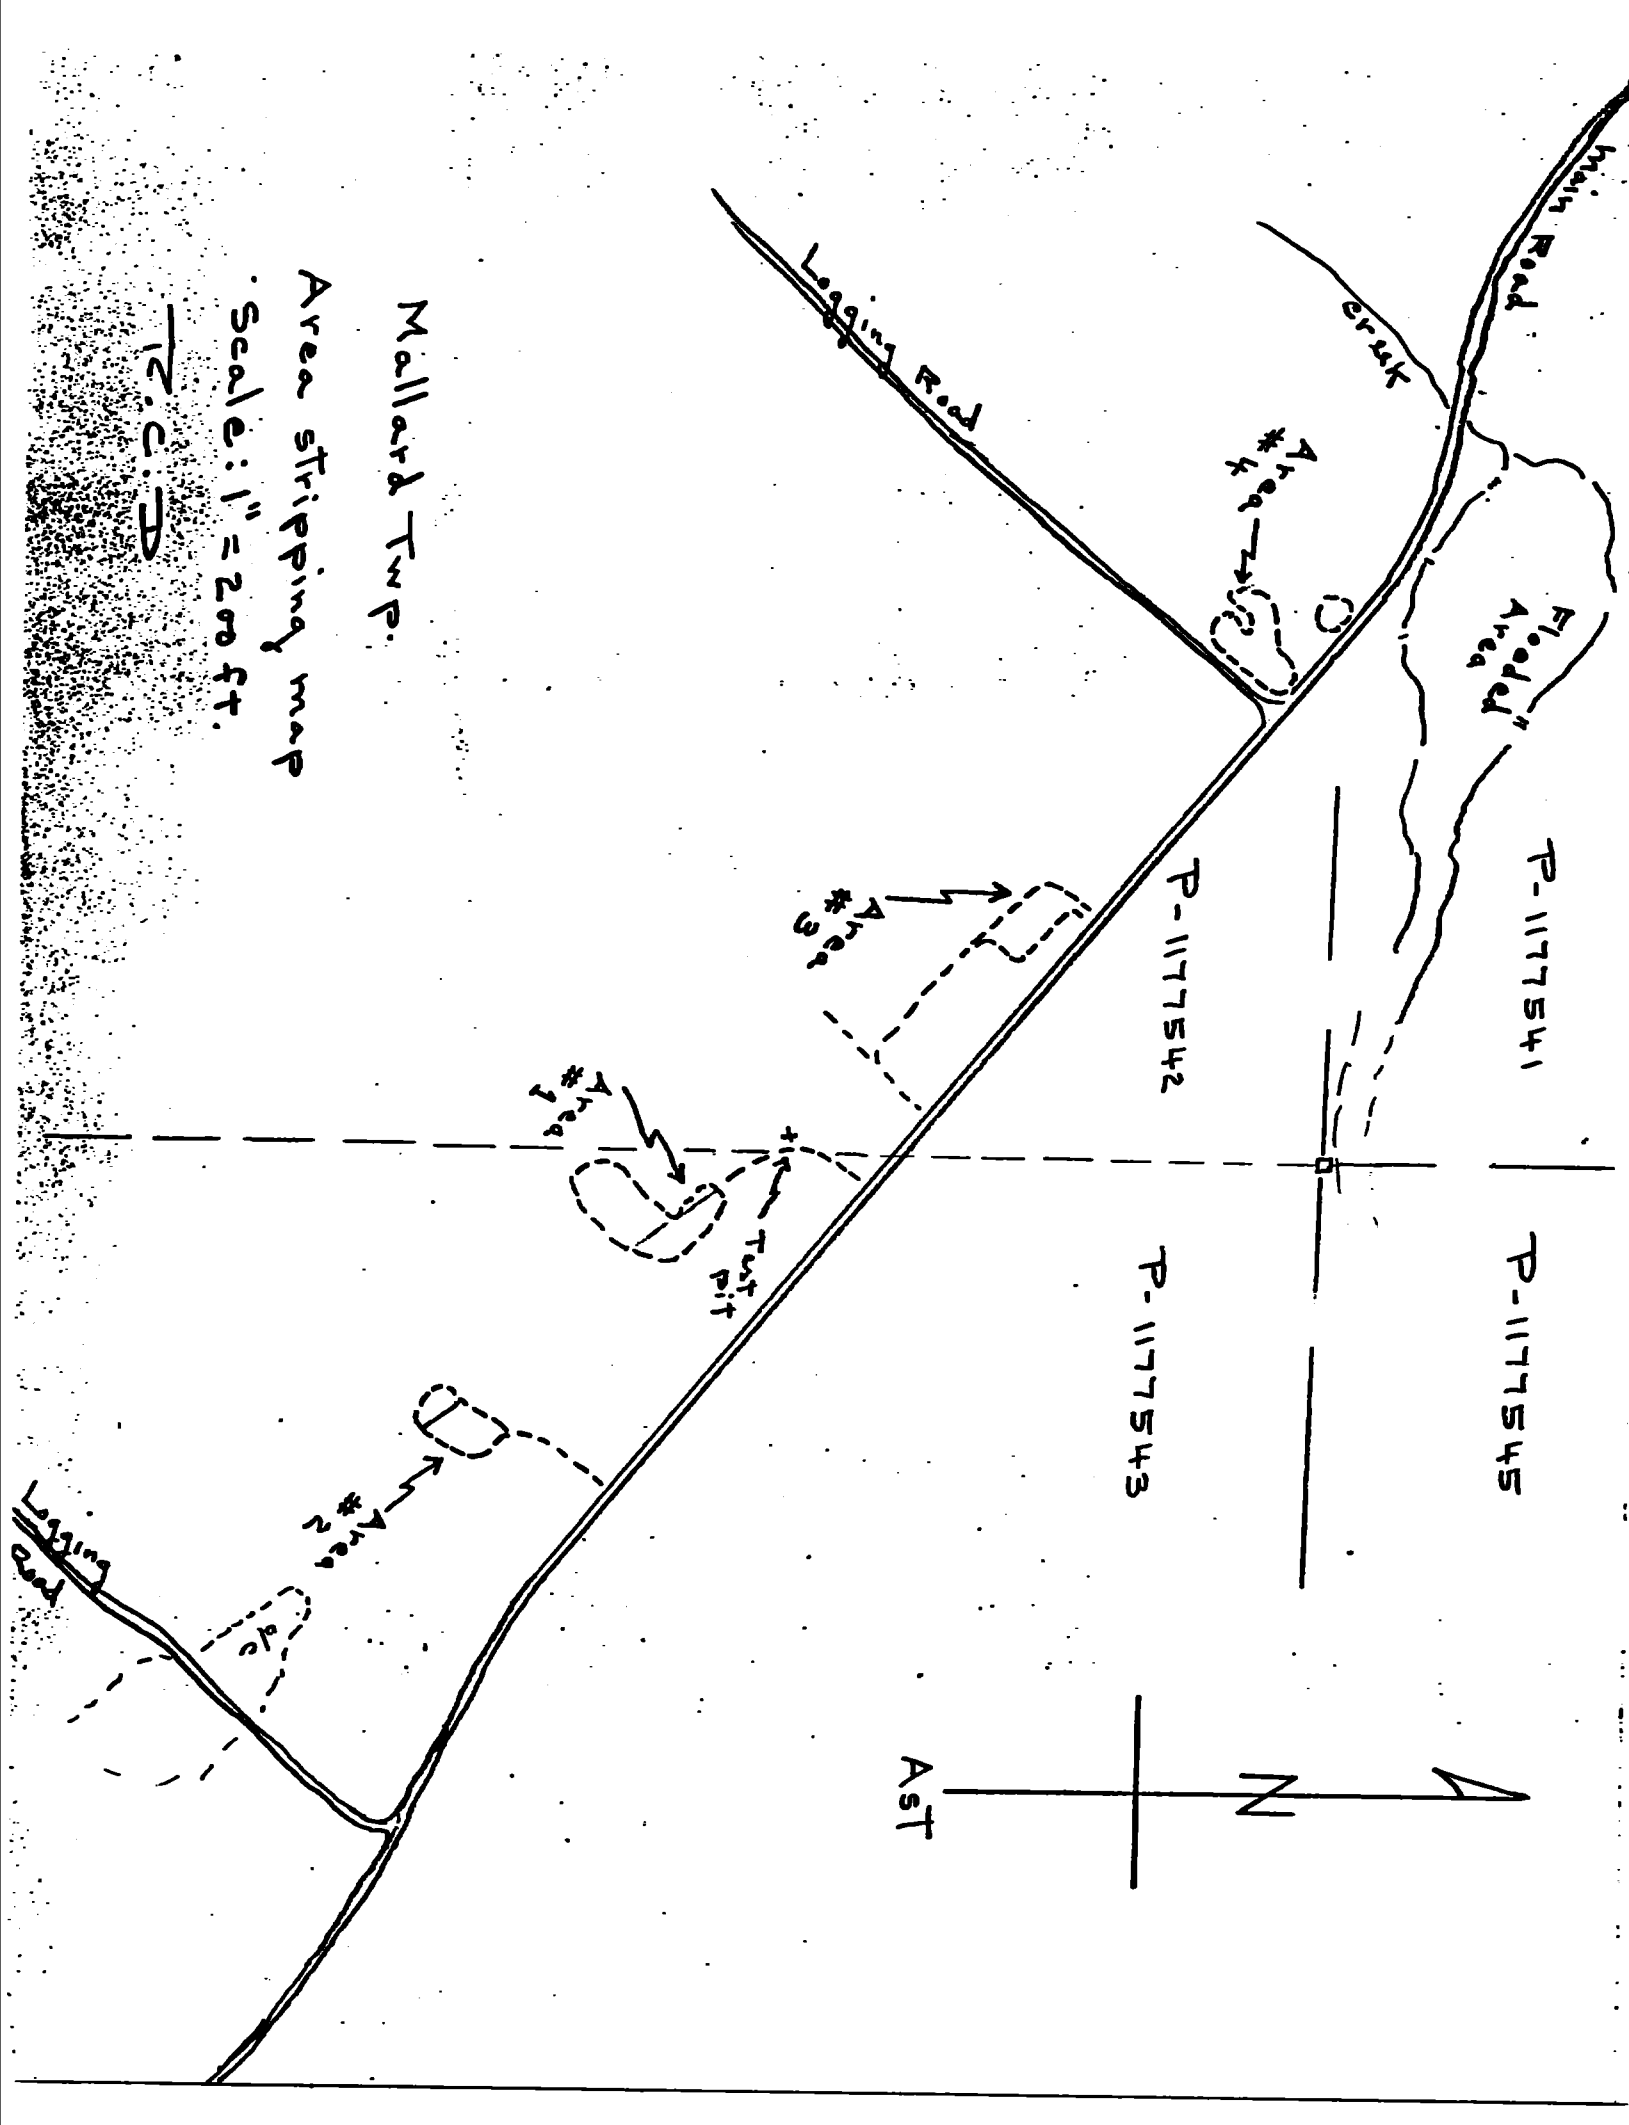 Main Road
creek
Flooded"
Area
P-1177541
P-1177545
Logging Road
Area
#4
P-1177542
P-1177543
N
AST
Area
#3
Test
Pit
Area
#1
Area
#2
Mallard Twp.
Area stripping map
Scale: 1" = 200 ft.
Logging
Road